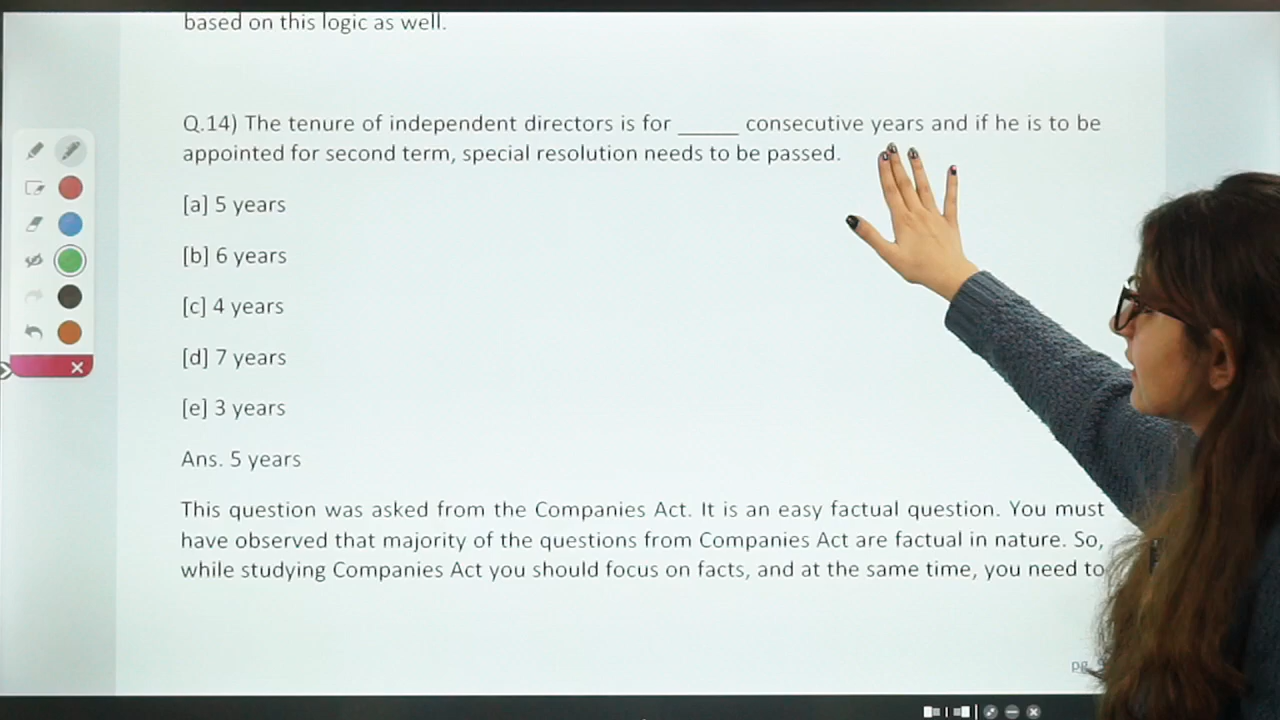 based on this logic as well.
Q.14) The tenure of independent directors is for _____ consecutive years and if he is to be
appointed for second term, special resolution needs to be passed.
[a] 5 years
[b] 6 years
[c] 4 years
[d] 7 years
[e] 3 years
Ans. 5 years
This question was asked from the Companies Act. It is an easy factual question. You must
have observed that majority of the questions from Companies Act are factual in nature. So,
while studying Companies Act you should focus on facts, and at the same time, you need to
pg.